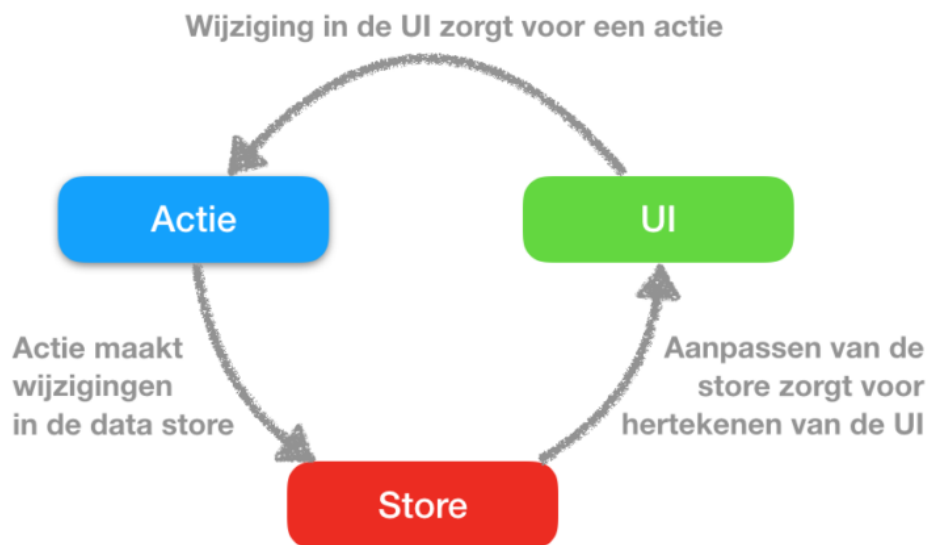 Wijziging in de UI zorgt voor een actie
Actie
UI
Actie maakt
wijzigingen
in de data store
Aanpassen van de
store zorgt voor
hertekenen van de UI
Store